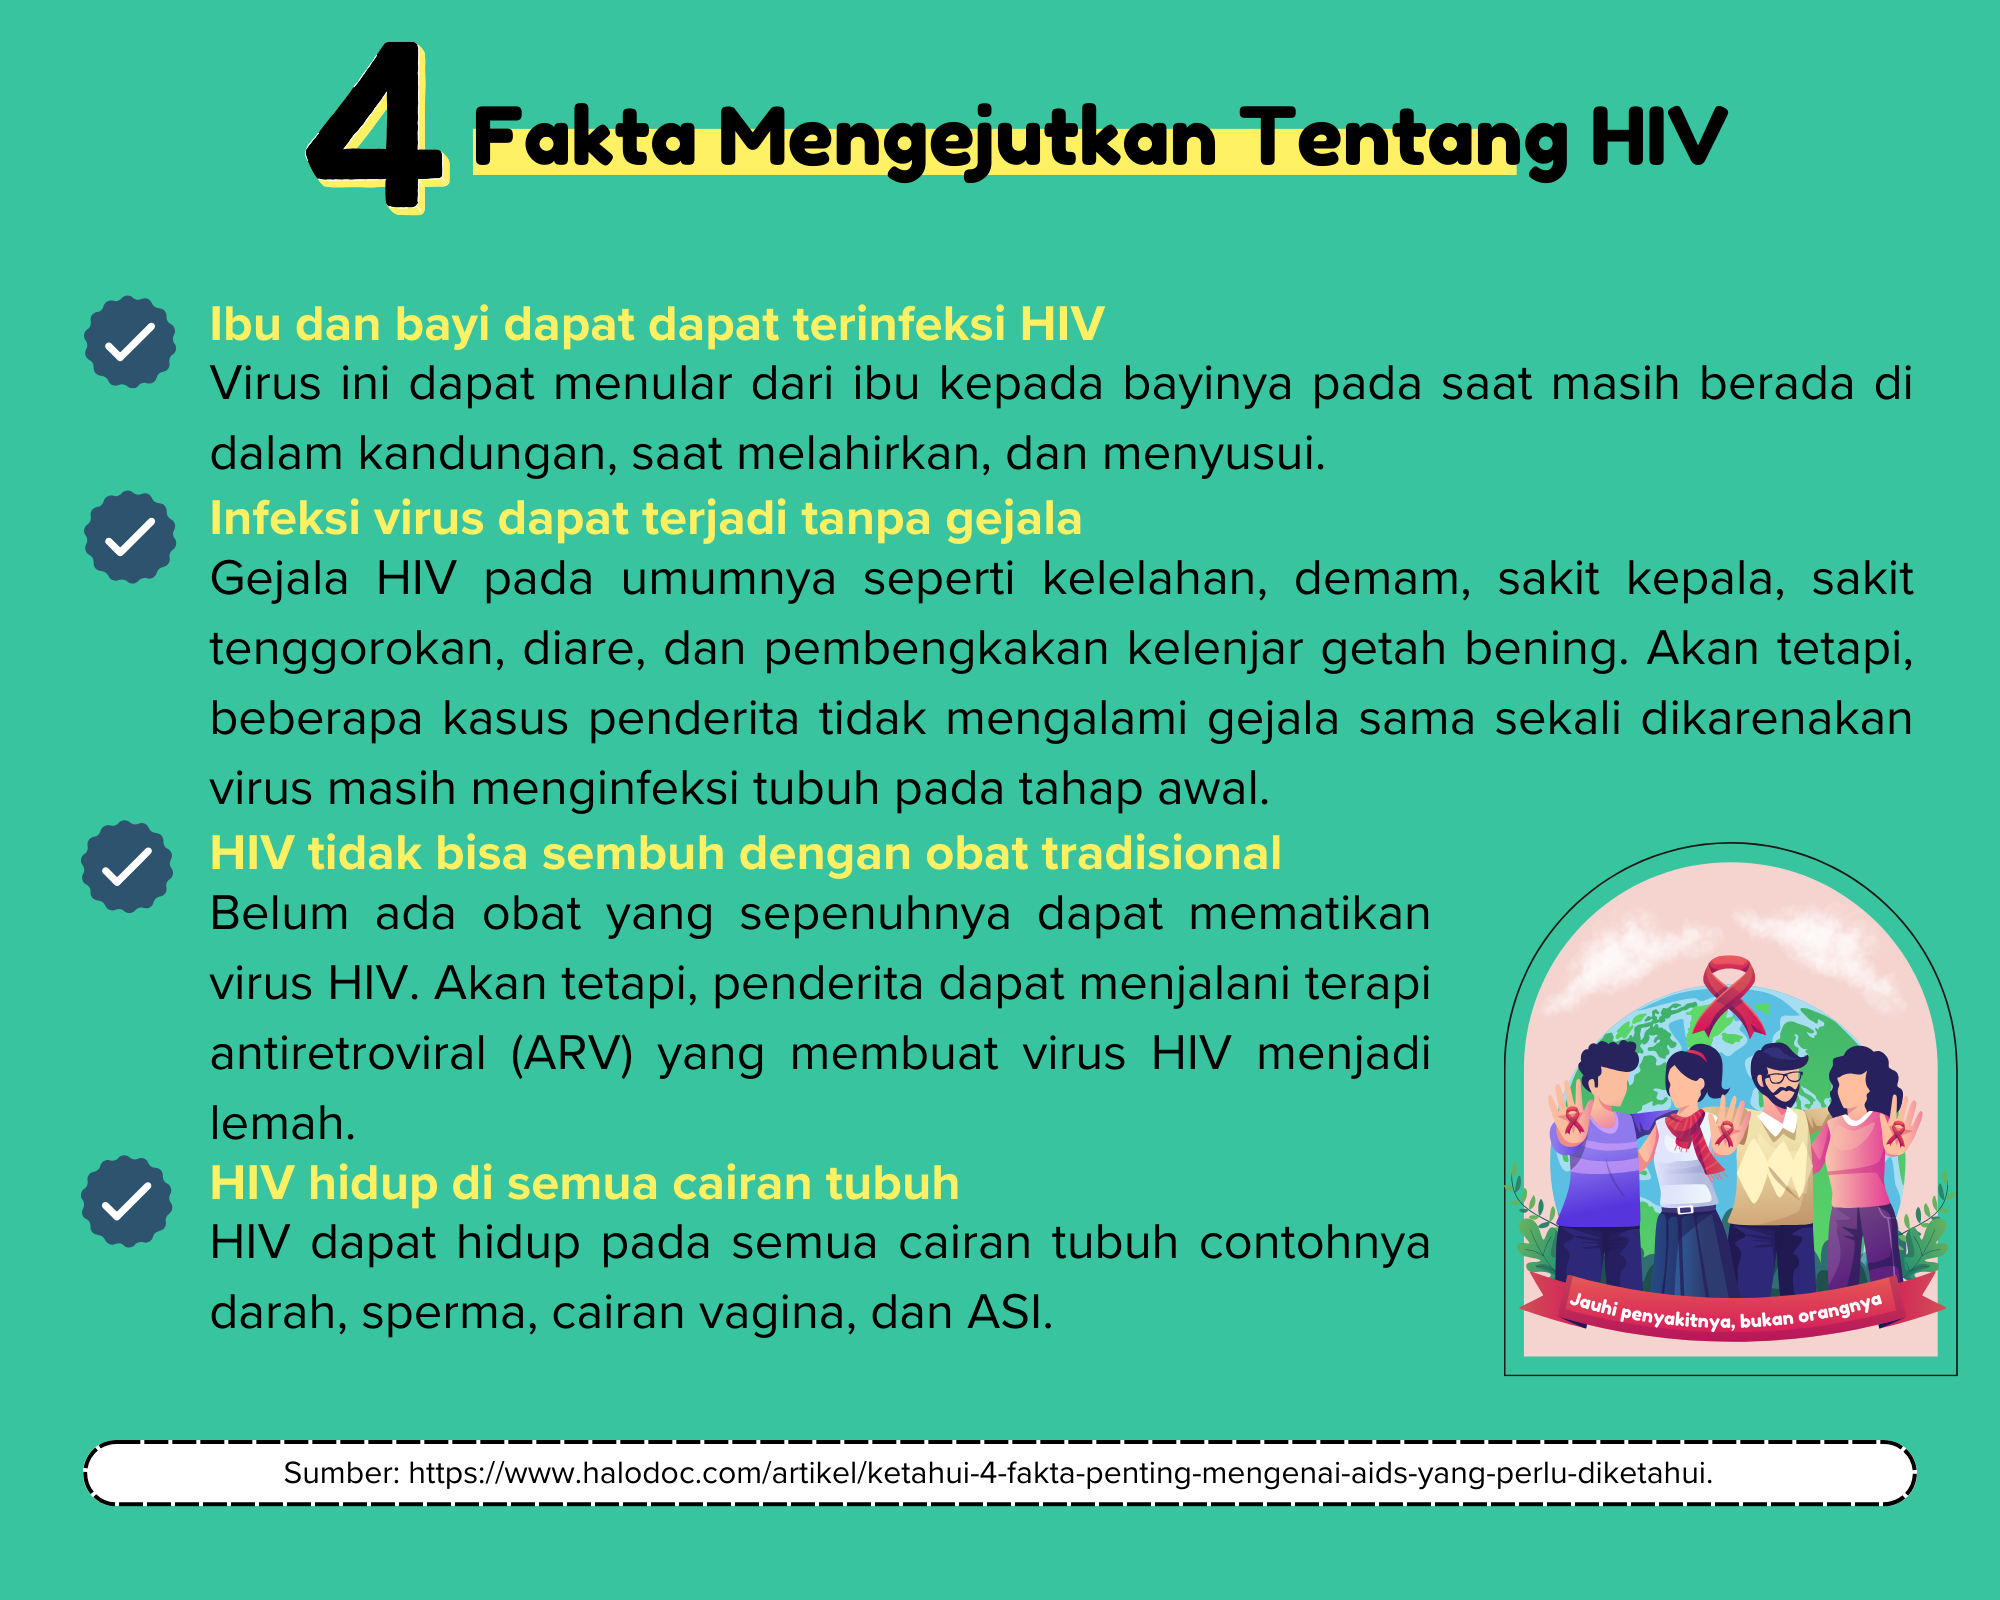 4 Fakta Mengejutkan Tentang HIV
Ibu dan bayi dapat dapat terinfeksi HIV
Virus ini dapat menular dari ibu kepada bayinya pada saat masih berada di
dalam kandungan, saat melahirkan, dan menyusui.
Infeksi virus dapat terjadi tanpa gejala
Gejala HIV pada umumnya seperti kelelahan, demam, sakit kepala, sakit
tenggorokan, diare, dan pembengkakan kelenjar getah bening. Akan tetapi,
beberapa kasus penderita tidak mengalami gejala sama sekali dikarenakan
virus masih menginfeksi tubuh pada tahap awal.
HIV tidak bisa sembuh dengan obat tradisional
Belum ada obat yang sepenuhnya dapat mematikan
virus HIV. Akan tetapi, penderita dapat menjalani terapi
antiretroviral (ARV) yang membuat virus HIV menjadi
lemah.
HIV hidup di semua cairan tubuh
HIV dapat hidup pada semua cairan tubuh contohnya
darah, sperma, cairan vagina, dan ASI.
Jauhi penyakitnya, bukan orangnya
Sumber: https://www.halodoc.com/artikel/ketahui-4-fakta-penting-mengenai-aids-yang-perlu-diketahui.